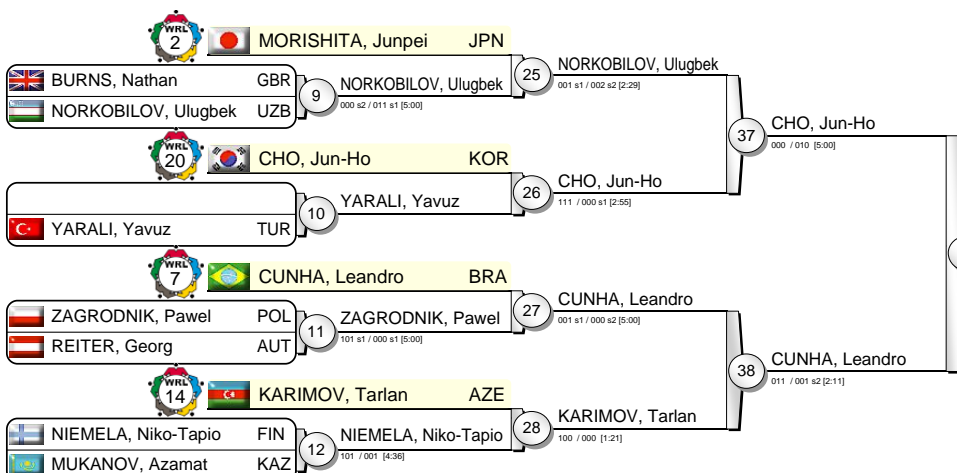 WRL
2
MORISHITA, Junpei JPN
BURNS, Nathan GBR
NORKOBILOV, Ulugbek UZB
9
NORKOBILOV, Ulugbek
000 s2 / 011 s1 [5:00]
25
NORKOBILOV, Ulugbek
001 s1 / 002 s2 [2:29]
WRL
20
CHO, Jun-Ho KOR
YARALI, Yavuz TUR
10
YARALI, Yavuz
26
CHO, Jun-Ho
111 / 000 s1 [2:55]
37
CHO, Jun-Ho
000 / 010 [5:00]
WRL
7
CUNHA, Leandro BRA
ZAGRODNIK, Pawel POL
REITER, Georg AUT
11
ZAGRODNIK, Pawel
101 s1 / 000 s1 [5:00]
27
CUNHA, Leandro
001 s1 / 000 s2 [5:00]
WRL
14
KARIMOV, Tarlan AZE
NIEMELA, Niko-Tapio FIN
MUKANOV, Azamat KAZ
12
NIEMELA, Niko-Tapio
101 / 001 [4:36]
28
KARIMOV, Tarlan
100 / 000 [1:21]
38
CUNHA, Leandro
011 / 001 s2 [2:11]